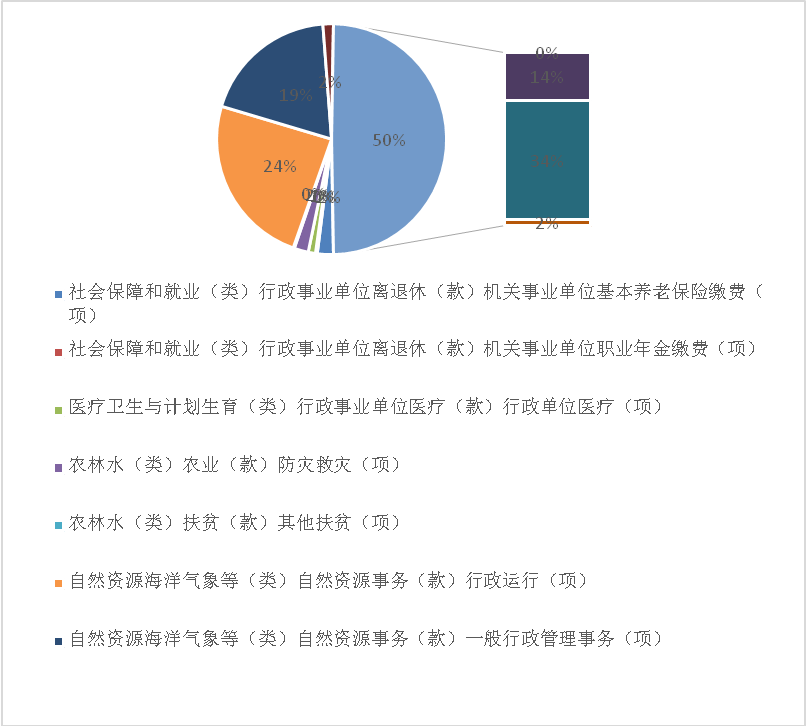 0%
14%
2%
19%
50%
24%
2%
社会保障和就业（类）行政事业单位离退休（款）机关事业单位基本养老保险缴费（
项）
社会保障和就业（类）行政事业单位离退休（款）机关事业单位职业年金缴费（项）
医疗卫生与计划生育（类）行政事业单位医疗（款）行政单位医疗（项）
农林水（类）农业（款）防灾救灾（项）
农林水（类）扶贫（款）其他扶贫（项）
自然资源海洋气象等（类）自然资源事务（款）行政运行（项）
自然资源海洋气象等（类）自然资源事务（款）一般行政管理事务（项）